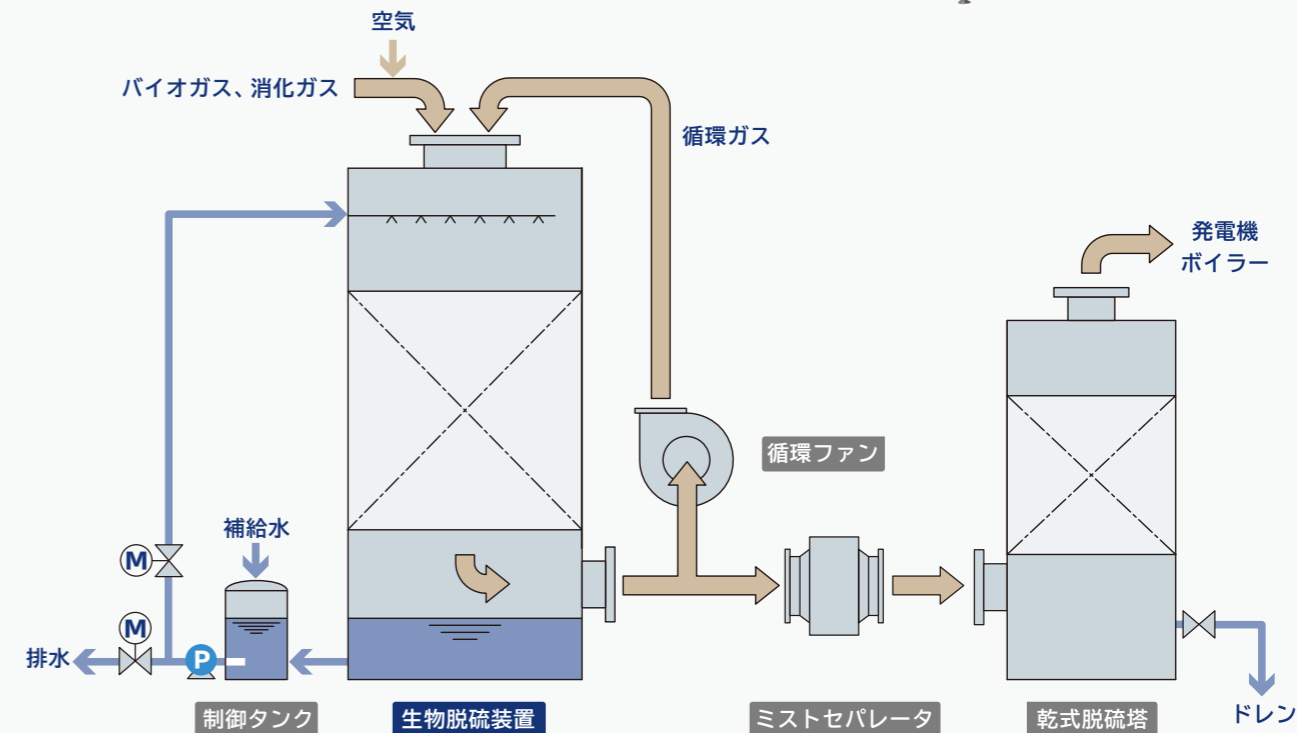 空気
バイオガス、消化ガス
循環ガス
発電機
ボイラー
循環ファン
補給水
M
M
排水
P
制御タンク
生物脱硫装置
ミストセパレータ
乾式脱硫塔
ドレン